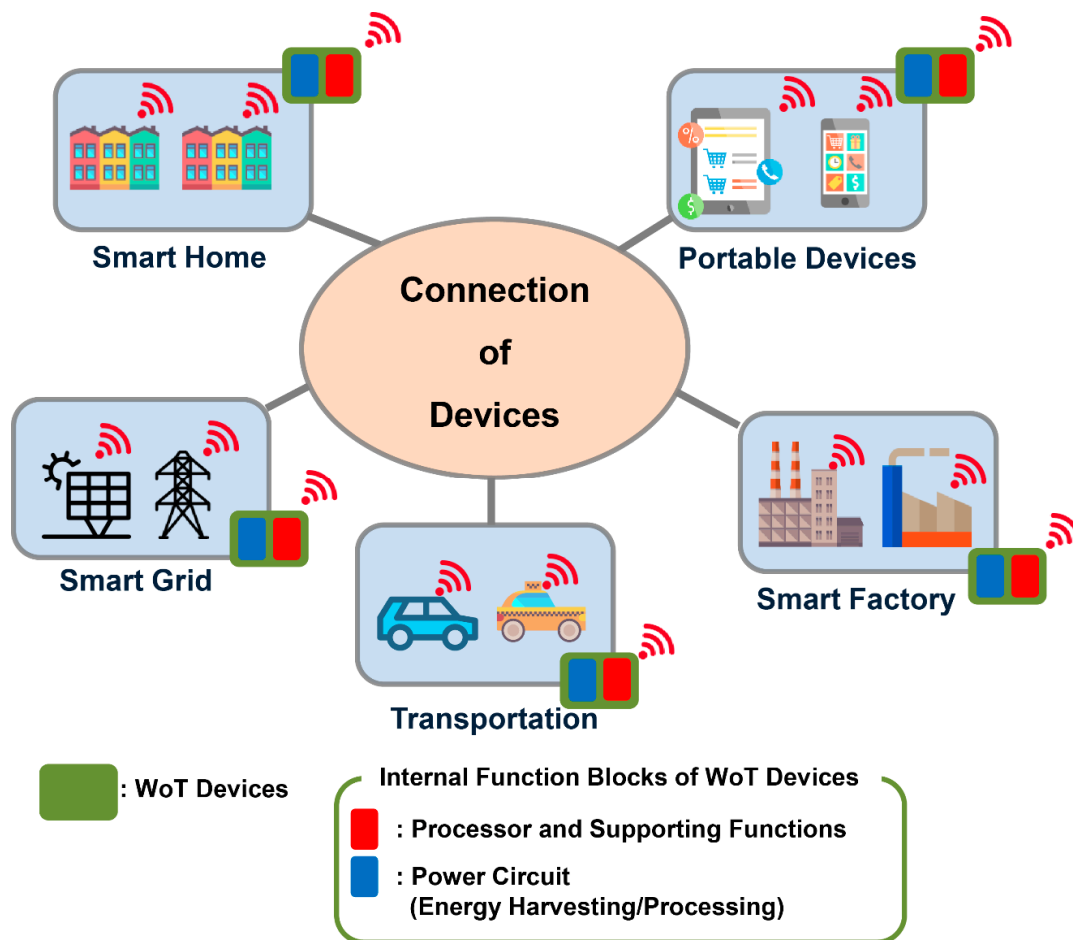 Smart Home
Portable Devices
Connection
of
Devices
%
$
$
Smart Grid
Smart Factory
Transportation
: WoT Devices
Internal Function Blocks of WoT Devices
: Processor and Supporting Functions
: Power Circuit
(Energy Harvesting/Processing)